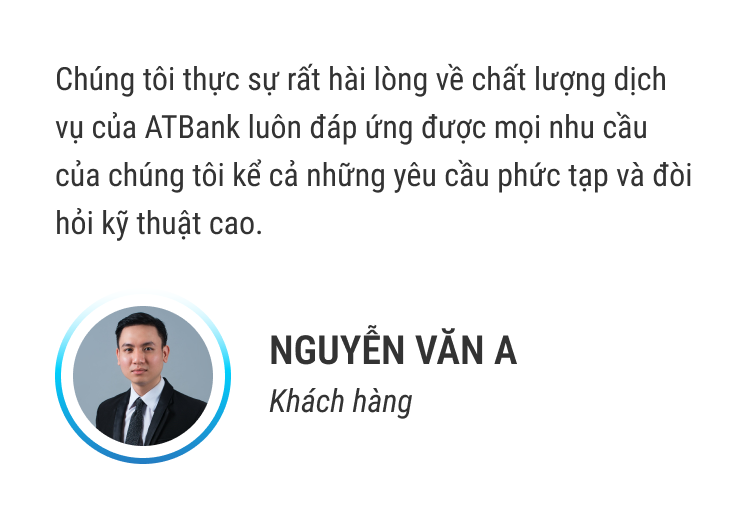 Chúng tôi thực sự rất hài lòng về chất lượng dịch
vụ của ATBank luôn đáp ứng được mọi nhu cầu
của chúng tôi kể cả những yêu cầu phức tạp và đòi
hỏi kỹ thuật cao.
NGUYỄN VĂN A
Khách hàng